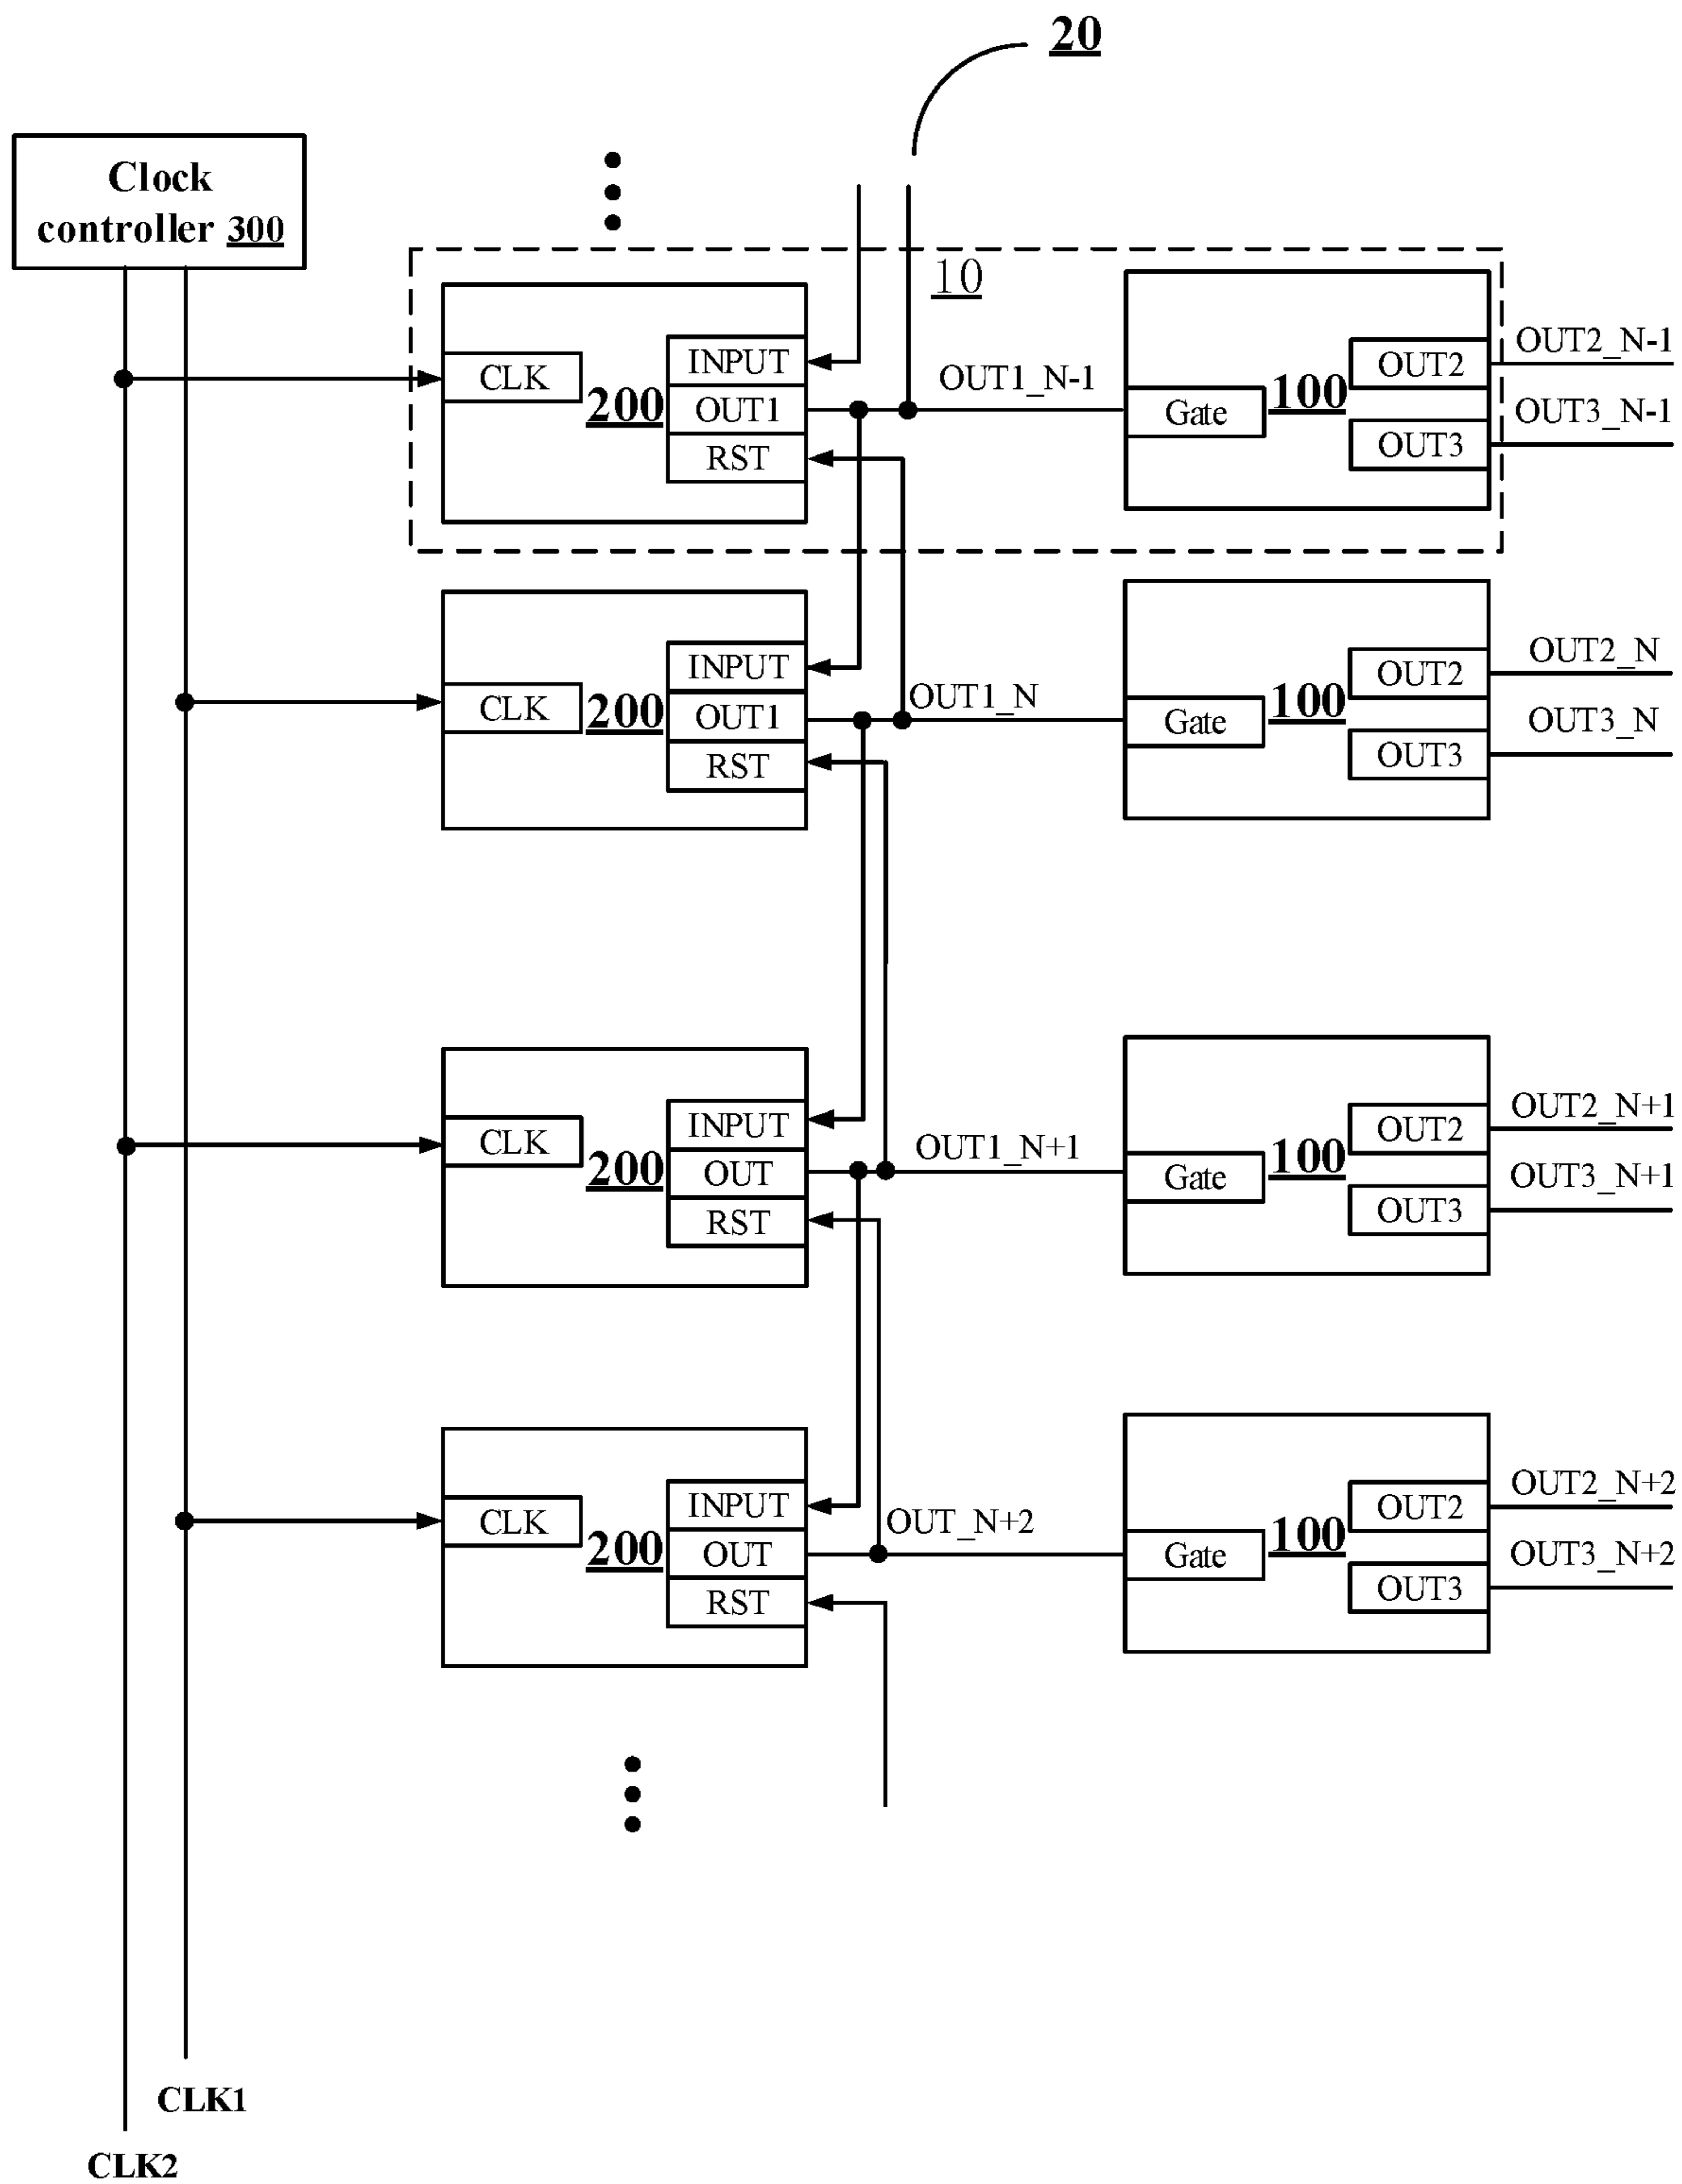 20
Clock
controller 300
10
INPUT
CLK
200
OUT1
RST
OUT1_N-1
Gate
100
OUT2
OUT3
OUT2_N-1
OUT3_N-1
INPUT
CLK
200
OUT1
RST
OUT1_N
Gate
100
OUT2
OUT3
OUT2_N
OUT3_N
INPUT
CLK
200
OUT
RST
OUT1_N+1
Gate
100
OUT2
OUT3
OUT2_N+1
OUT3_N+1
INPUT
CLK
200
OUT
RST
OUT_N+2
Gate
100
OUT2
OUT3
OUT2_N+2
OUT3_N+2
CLK1
CLK2